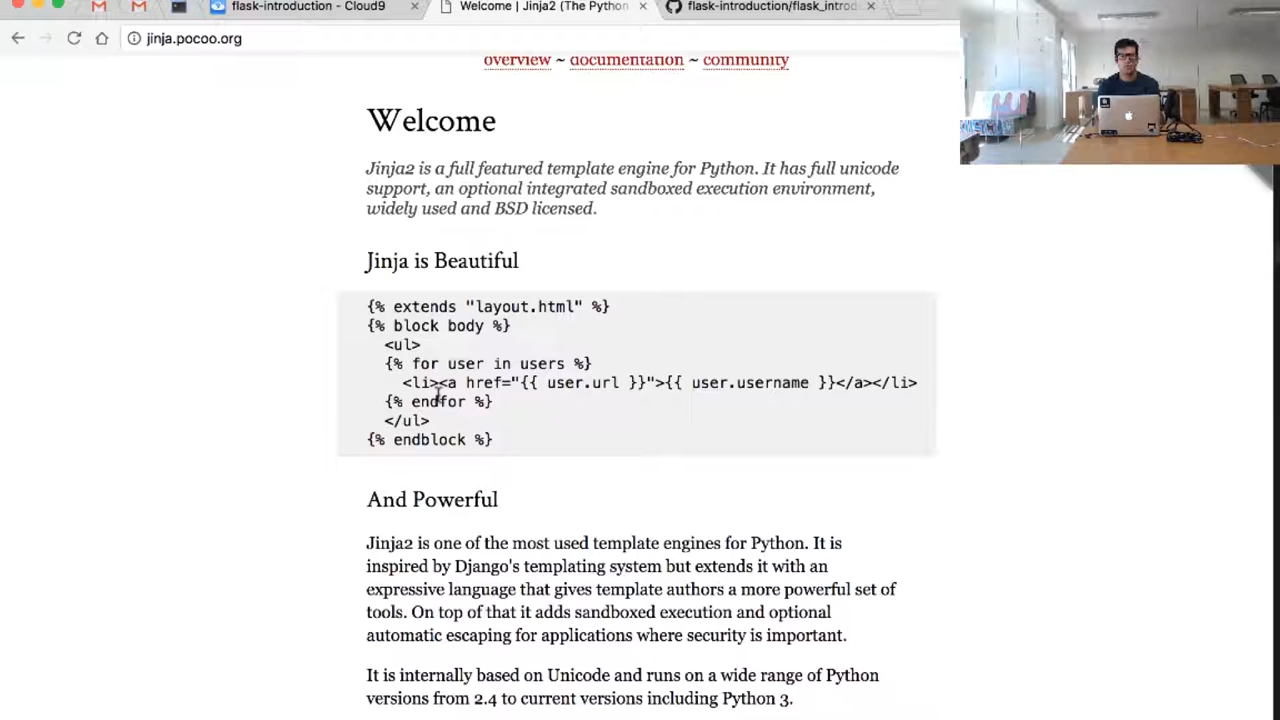 flask-introduction - Cloud9
Welcome | Jinja2 (The Python
flask-introduction/flask_introd
jinja.pocoo.org
overview ~ documentation ~ community
Welcome
Jinja2 is a full featured template engine for Python. It has full unicode
support, an optional integrated sandboxed execution environment,
widely used and BSD licensed.
Jinja is Beautiful
{% extends "layout.html" %}
{% block body %}
<ul>
{% for user in users %}
<li><a href="{{ user.url }}">{{ user.username }}</a></li>
{% endfor %}
</ul>
{% endblock %}
And Powerful
Jinja2 is one of the most used template engines for Python. It is
inspired by Django's templating system but extends it with an
expressive language that gives template authors a more powerful set of
tools. On top of that it adds sandboxed execution and optional
automatic escaping for applications where security is important.
It is internally based on Unicode and runs on a wide range of Python
versions from 2.4 to current versions including Python 3.